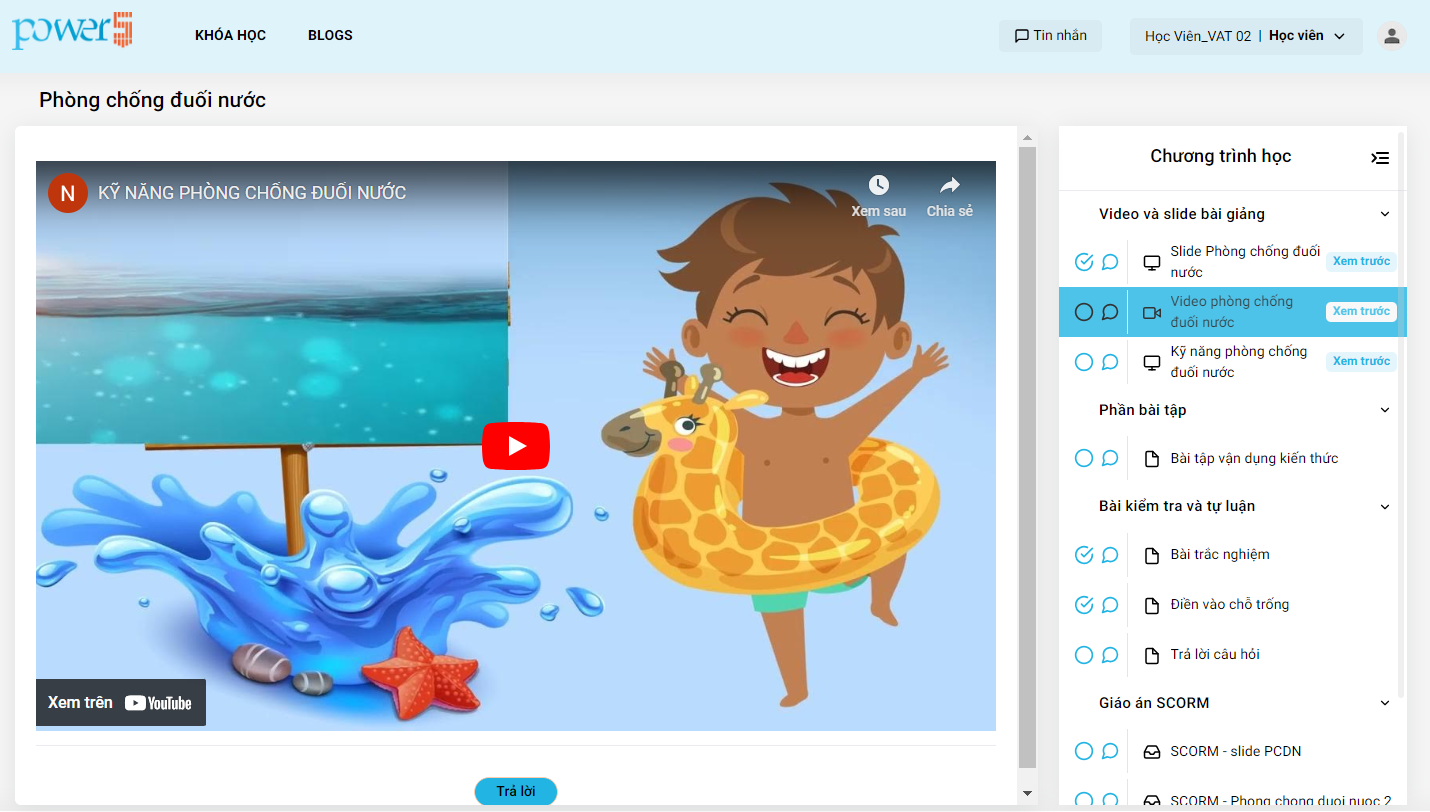 power5
KHÓA HỌC
BLOGS
Tin nhắn
Học Viên_VAT 02 | Học viên
Phòng chống đuối nước
N
KỸ NĂNG PHÒNG CHỐNG ĐUỐI NƯỚC
Xem sau
Chia sẻ
Xem trên YouTube
Trả lời
Chương trình học
Video và slide bài giảng
Slide Phòng chống đuối
nước
Xem trước
Video phòng chống
đuối nước
Xem trước
Kỹ năng phòng chống
đuối nước
Xem trước
Phần bài tập
Bài tập vận dụng kiến thức
Bài kiểm tra và tự luận
Bài trắc nghiệm
Điền vào chỗ trống
Trả lời câu hỏi
Giáo án SCORM
SCORM - slide PCDN
SCORM - Phong chong duoi nuoc 2